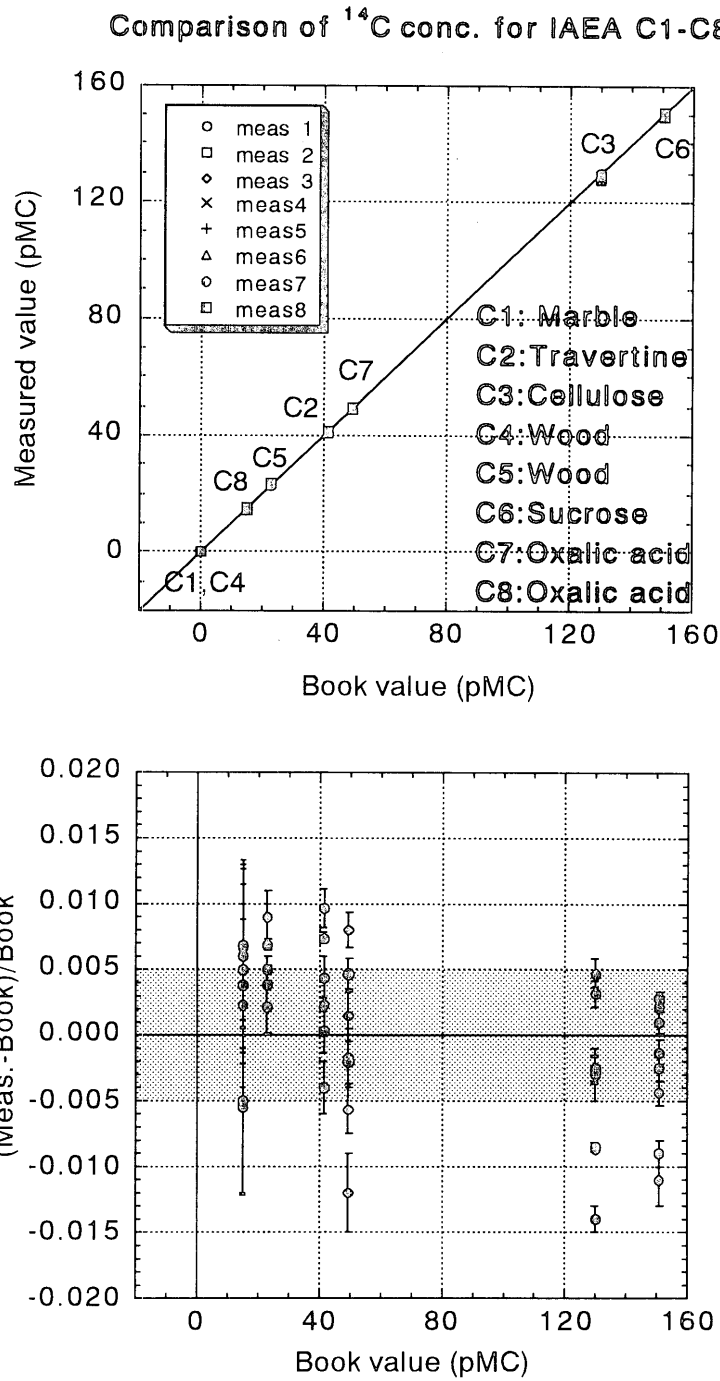 Comparison of ¹⁴C conc. for IAEA C1-C8
160
120
80
40
0
Measured value (pMC)
meas 1
meas 2
meas 3
meas4
meas5
meas6
meas7
meas8
C3
C6
C7
C2
C5
C8
C1,C4
C1: Marble
C2:Travertine
C3:Cellulose
C4:Wood
C5:Wood
C6:Sucrose
C7:Oxalic acid
C8:Oxalic acid
0 40 80 120 160
Book value (pMC)
0.020
0.015
0.010
0.005
0.000
-0.005
-0.010
-0.015
-0.020
(Meas.-Book)/Book
0 40 80 120 160
Book value (pMC)